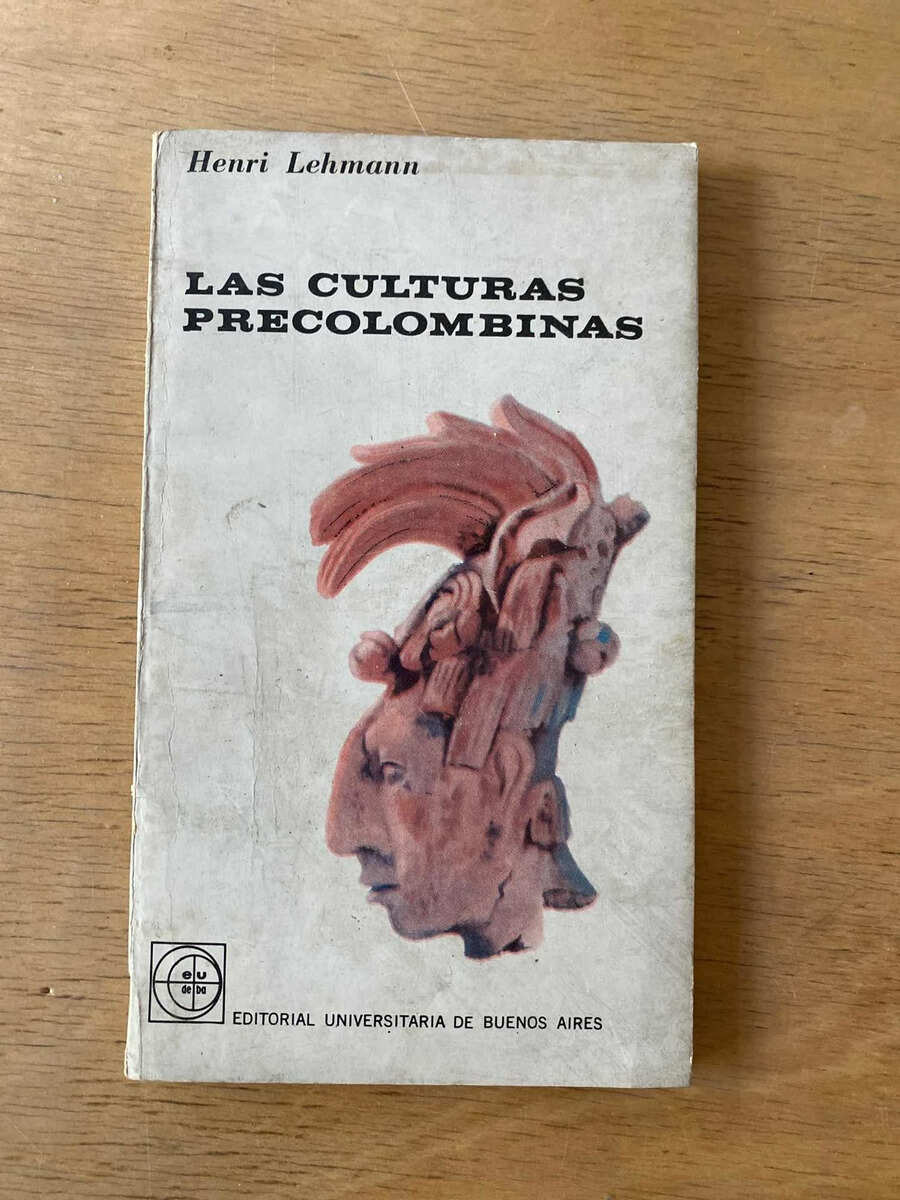 Henri Lehmann
LAS CULTURAS
PRECOLOMBINAS
eu
de ba
EDITORIAL UNIVERSITARIA DE BUENOS AIRES